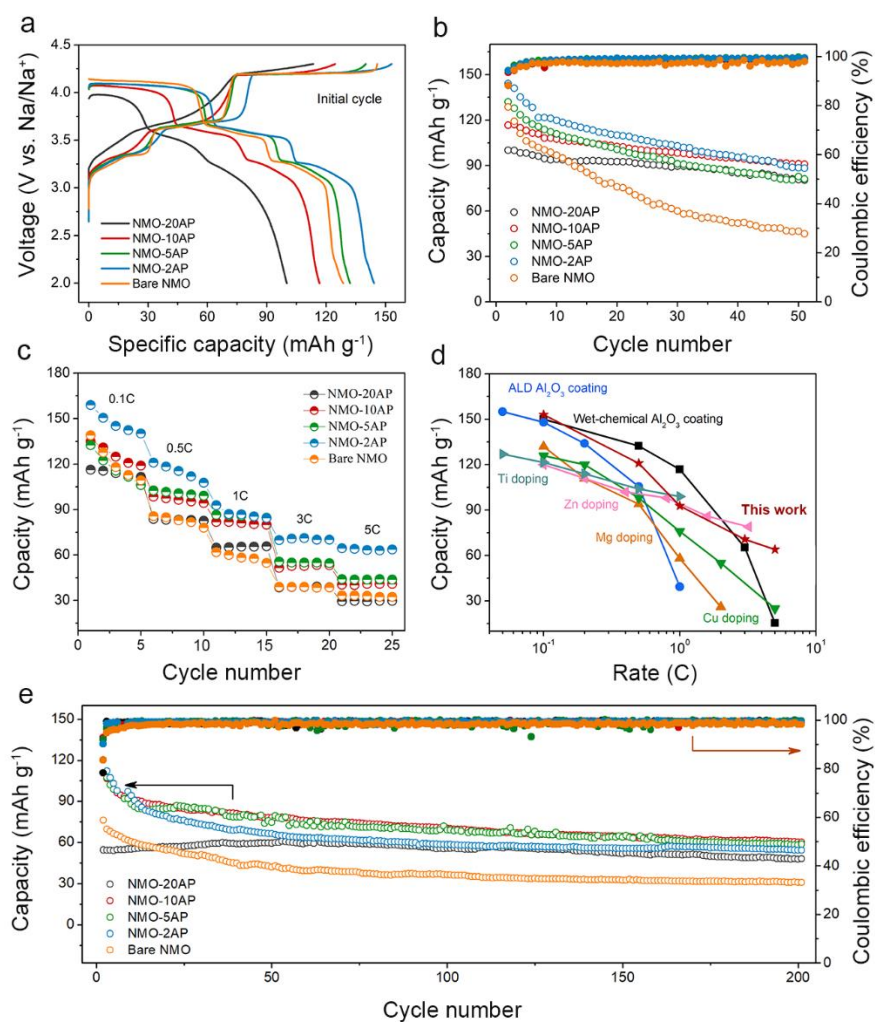 a
Voltage (V vs. Na/Na⁺)
4.5
4.0
3.5
3.0
2.5
2.0
Initial cycle
NMO-20AP
NMO-10AP
NMO-5AP
NMO-2AP
Bare NMO
0 30 60 90 120 150
Specific capacity (mAh g⁻¹)
b
Capacity (mAh g⁻¹)
150
120
90
60
30
0
NMO-20AP
NMO-10AP
NMO-5AP
NMO-2AP
Bare NMO
0 10 20 30 40 50
Cycle number
100
80
60
40
20
0
Coulombic efficiency (%)
c
Cpacity (mAh g⁻¹)
180
150
120
90
60
30
0.1C
0.5C
1C
3C
5C
NMO-20AP
NMO-10AP
NMO-5AP
NMO-2AP
Bare NMO
0 5 10 15 20 25
Cycle number
d
Cpacity (mAh g⁻¹)
180
150
120
90
60
30
ALD Al₂O₃ coating
Wet-chemical Al₂O₃ coating
Ti doping
Zn doping
This work
Mg doping
Cu doping
10⁻¹ 10⁰ 10¹
Rate (C)
e
Capacity (mAh g⁻¹)
150
120
90
60
30
0
NMO-20AP
NMO-10AP
NMO-5AP
NMO-2AP
Bare NMO
0 50 100 150 200
Cycle number
100
80
60
40
20
0
Coulombic efficiency (%)